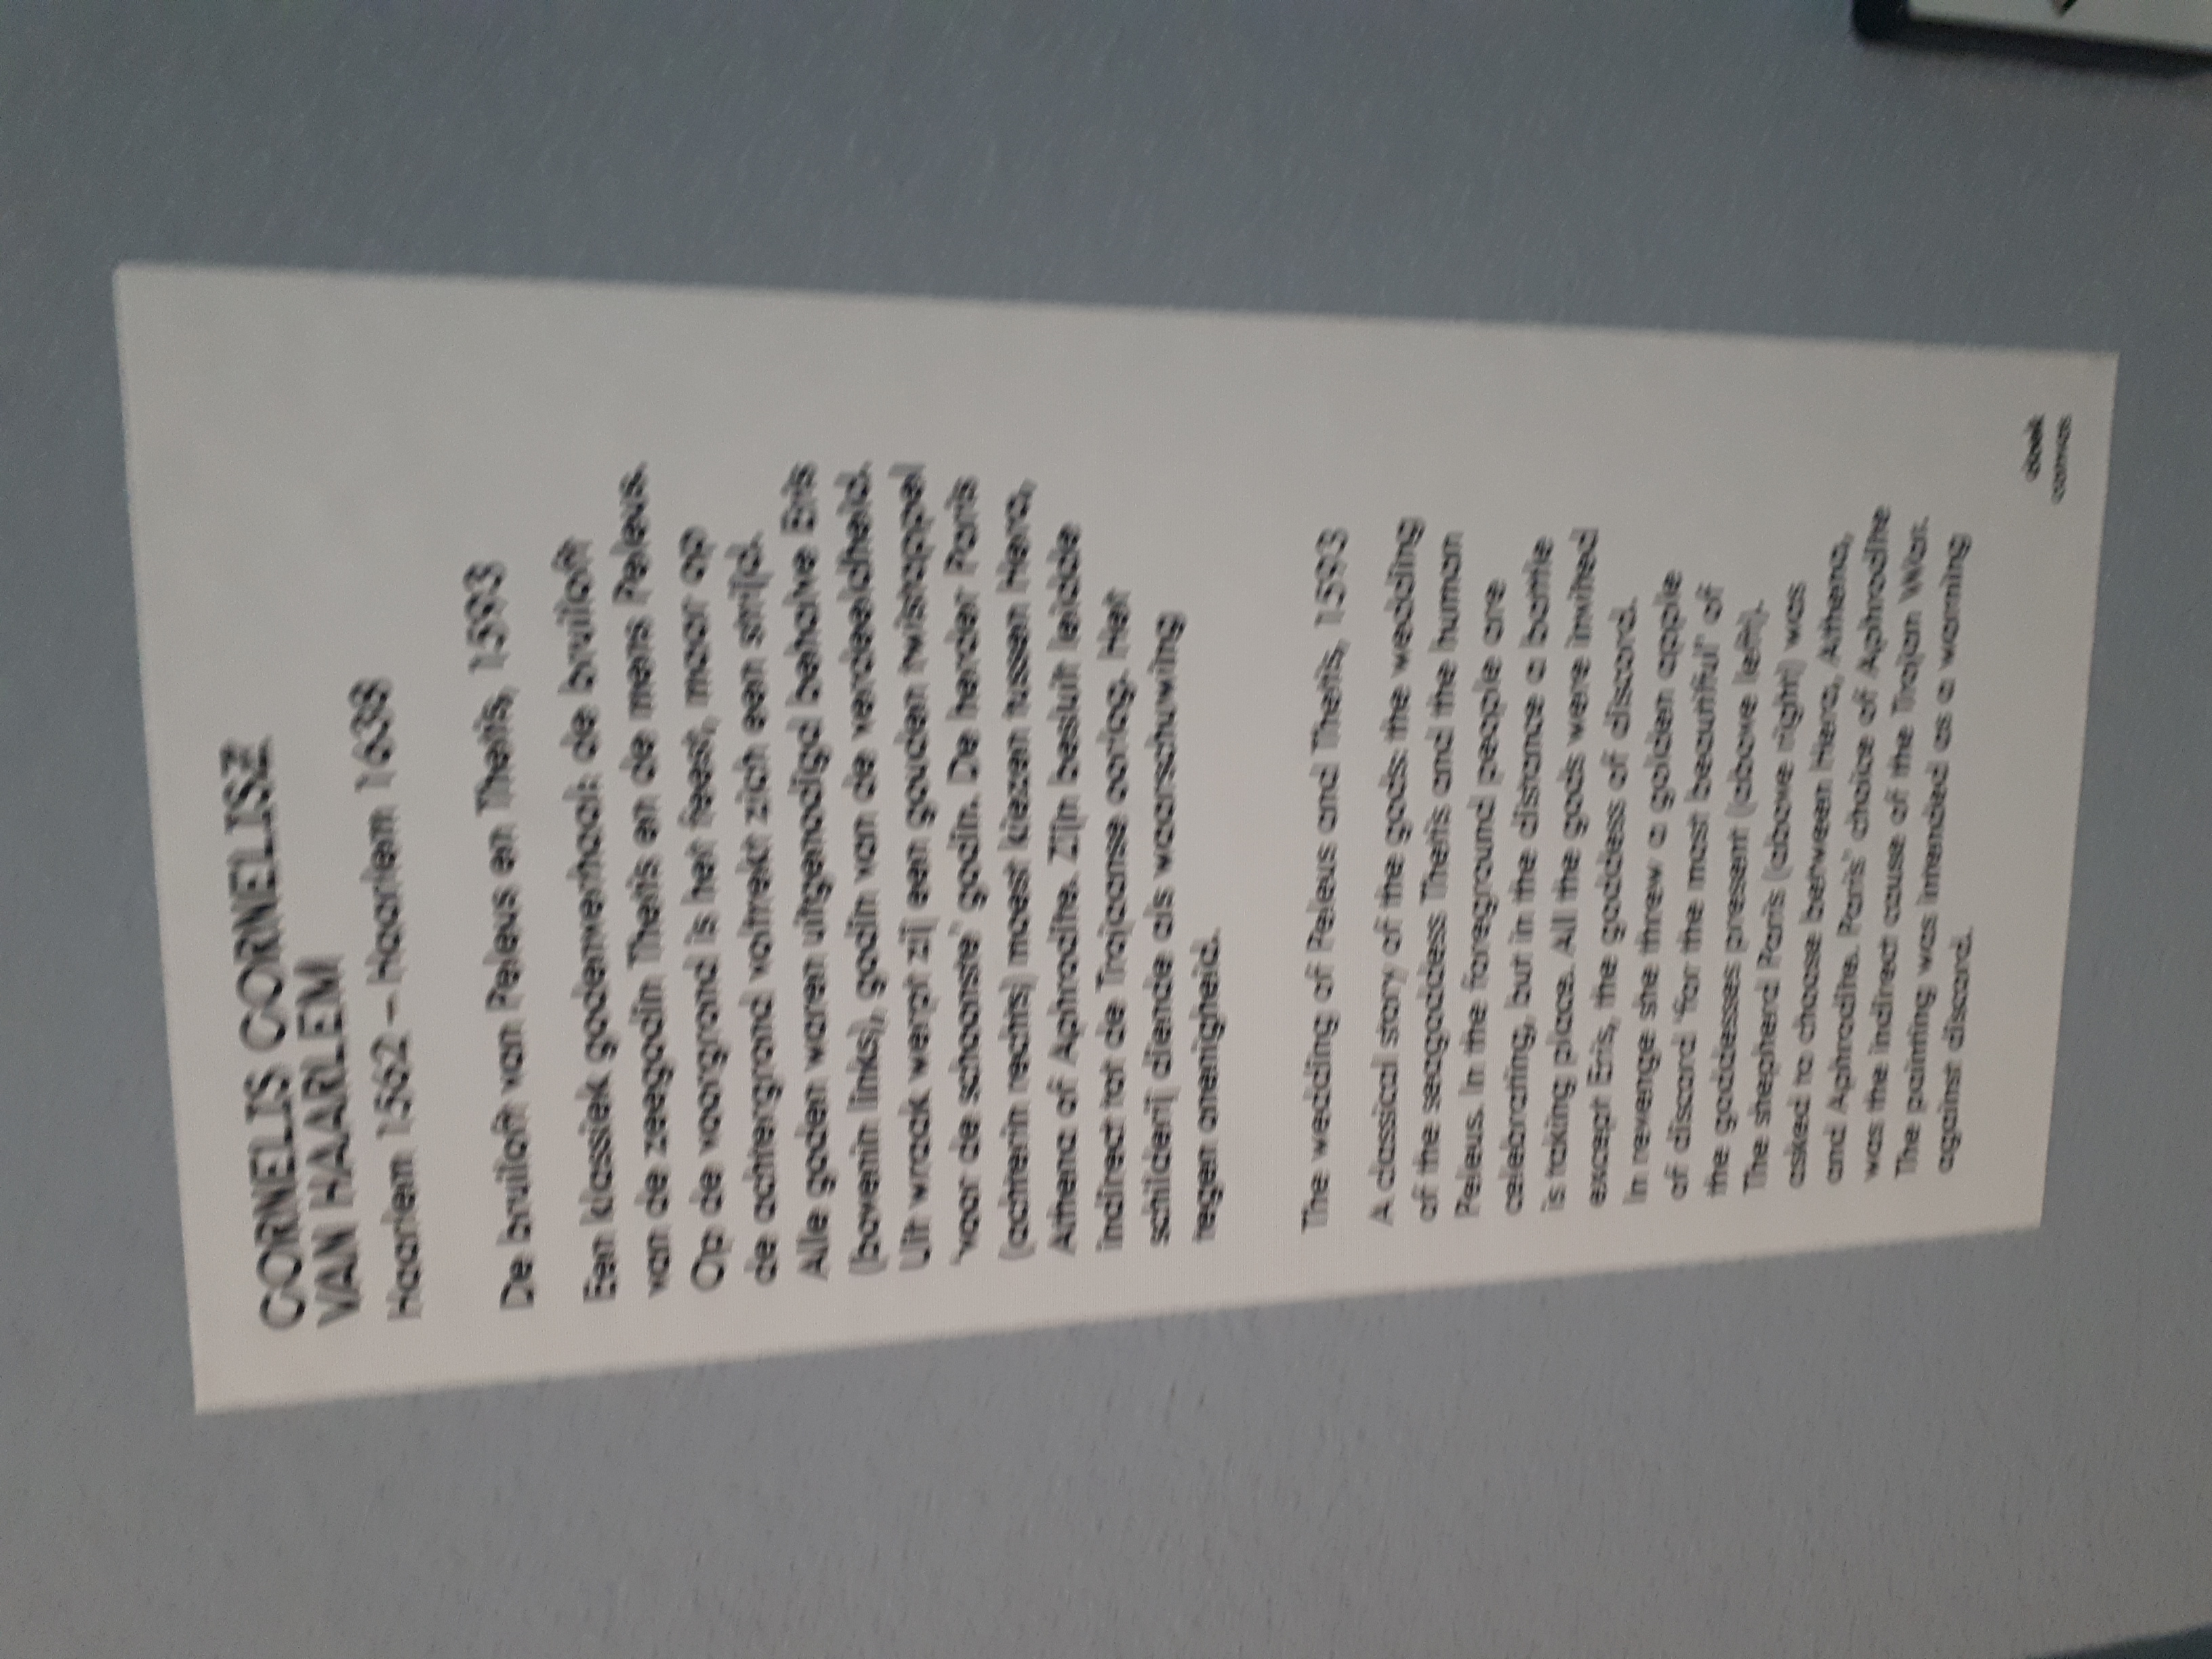 CORNELIS CORNELISZ
VAN HAARLEM
Haarlem 1562 – Haarlem 1638
De bruiloft van Peleus en Thetis, 1593
Een klassiek godenverhaal: de bruiloft
van de zeegodin Thetis en de mens Peleus.
Op de voorgrond is het feest, maar op
de achtergrond voltrekt zich een strijd.
Alle goden waren uitgenodigd behalve Eris
(bovenin links), godin van de verdeeldheid.
Uit wraak werpt zij een gouden twistappel
'voor de schoonste' godin. De herder Paris
(achterin rechts) moest kiezen tussen Hera,
Athena of Aphrodite. Zijn besluit leidde
indirect tot de Trojaanse oorlog. Het
schilderij diende als waarschuwing
tegen onenigheid.
The wedding of Peleus and Thetis, 1593
A classical story of the gods: the wedding
of the seagoddess Thetis and the human
Peleus. In the foreground people are
celebrating, but in the distance a battle
is taking place. All the gods were invited
except Eris, the goddess of discord.
In revenge she threw a golden apple
of discord 'for the most beautiful' of
the goddesses present (above left).
The shepherd Paris (above right) was
asked to choose between Hera, Athena,
and Aphrodite. Paris' choice of Aphrodite
was the indirect cause of the Trojan War.
The painting was intended as a warning
against discord.
doek
canvas